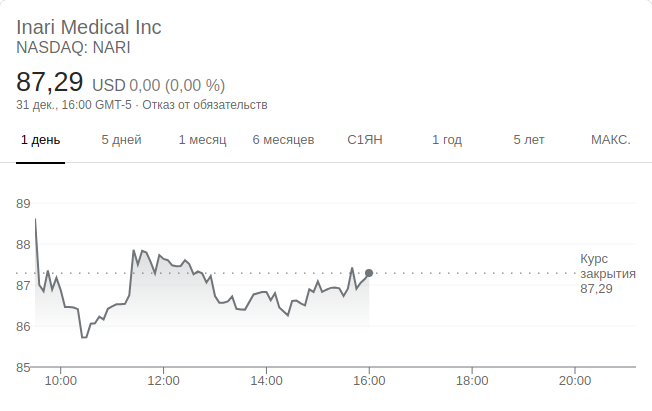 Inari Medical Inc
NASDAQ: NARI
87,29 USD 0,00 (0,00 %)
31 дек., 16:00 GMT-5 · Отказ от обязательств
1 день 5 дней 1 месяц 6 месяцев С1ЯН 1 год 5 лет МАКС.
89
88
87
86
85
Курс
закрытия
87,29
10:00 12:00 14:00 16:00 18:00 20:00